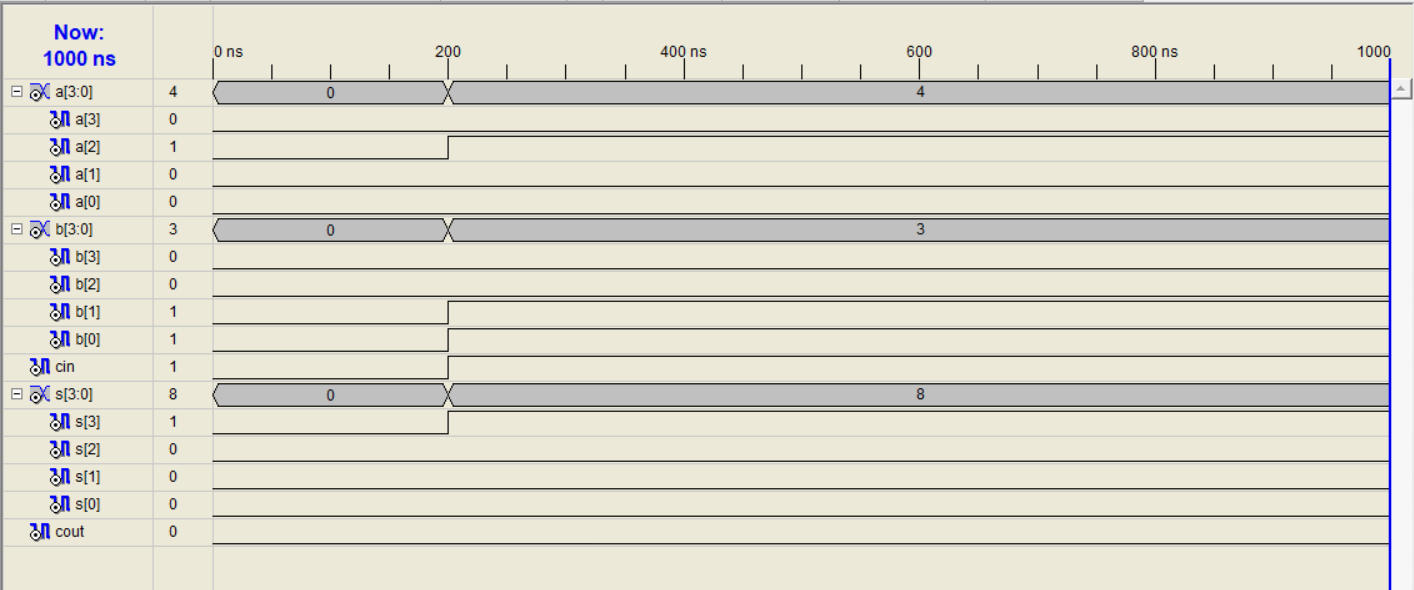 Now:
1000 ns
0 ns 200 400 ns 600 800 ns 1000
a[3:0] 4 0 4
a[3] 0
a[2] 1
a[1] 0
a[0] 0
b[3:0] 3 0 3
b[3] 0
b[2] 0
b[1] 1
b[0] 1
cin 1
s[3:0] 8 0 8
s[3] 1
s[2] 0
s[1] 0
s[0] 0
cout 0